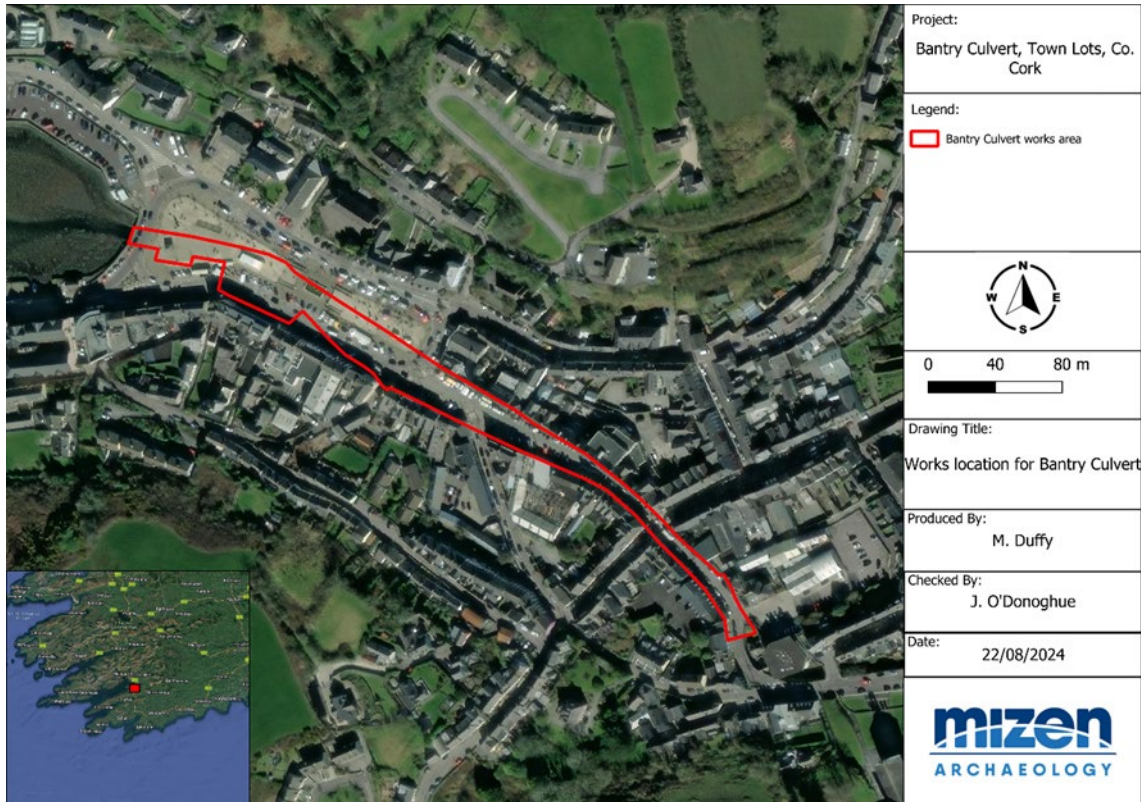 Project:
Bantry Culvert, Town Lots, Co.
Cork
Legend:
Bantry Culvert works area
N
W E
S
0 40 80 m
Drawing Title:
Works location for Bantry Culvert
Produced By:
M. Duffy
Checked By:
J. O'Donoghue
Date:
22/08/2024
mizen
ARCHAEOLOGY